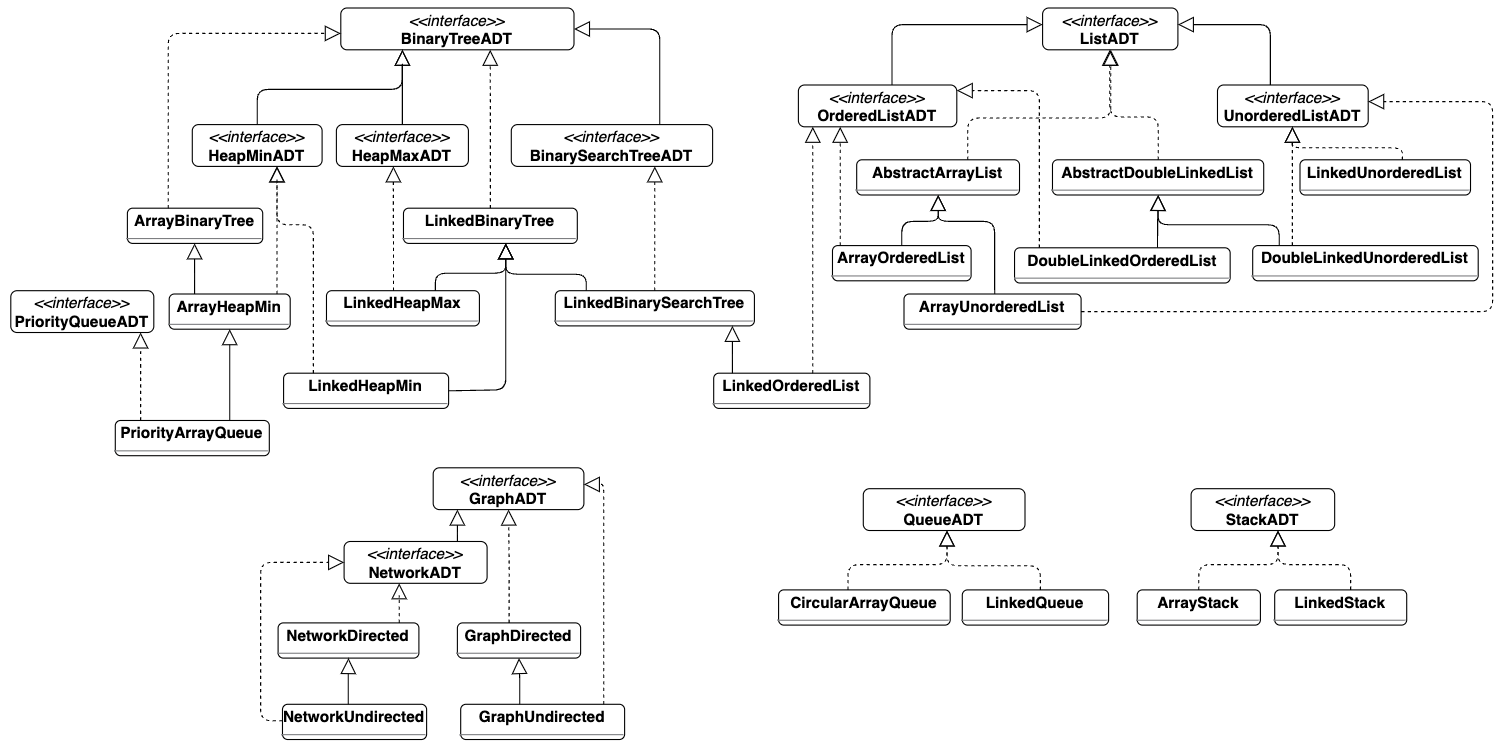 <<interface>>
BinaryTreeADT
<<interface>>
ListADT
<<interface>>
OrderedListADT
<<interface>>
UnorderedListADT
<<interface>>
HeapMinADT
<<interface>>
HeapMaxADT
<<interface>>
BinarySearchTreeADT
AbstractArrayList
AbstractDoubleLinkedList
LinkedUnorderedList
ArrayBinaryTree
LinkedBinaryTree
ArrayOrderedList
DoubleLinkedOrderedList
DoubleLinkedUnorderedList
<<interface>>
PriorityQueueADT
ArrayHeapMin
LinkedHeapMax
LinkedBinarySearchTree
ArrayUnorderedList
LinkedHeapMin
LinkedOrderedList
PriorityArrayQueue
<<interface>>
GraphADT
<<interface>>
QueueADT
<<interface>>
StackADT
<<interface>>
NetworkADT
CircularArrayQueue
LinkedQueue
ArrayStack
LinkedStack
NetworkDirected
GraphDirected
NetworkUndirected
GraphUndirected